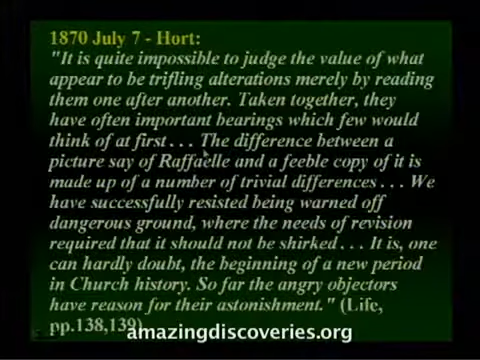 1870 July 7 - Hort:
"It is quite impossible to judge the value of what
appear to be trifling alterations merely by reading
them one after another. Taken together, they
have often important bearings which few would
think of at first . . . The difference between a
picture say of Raffaelle and a feeble copy of it is
made up of a number of trivial differences . . . We
have successfully resisted being warned off
dangerous ground, where the needs of revision
required that it should not be shirked . . . It is, one
can hardly doubt, the beginning of a new period
in Church history. So far the angry objectors
have reason for their astonishment." (Life,
pp.138,139)
amazingdiscoveries.org